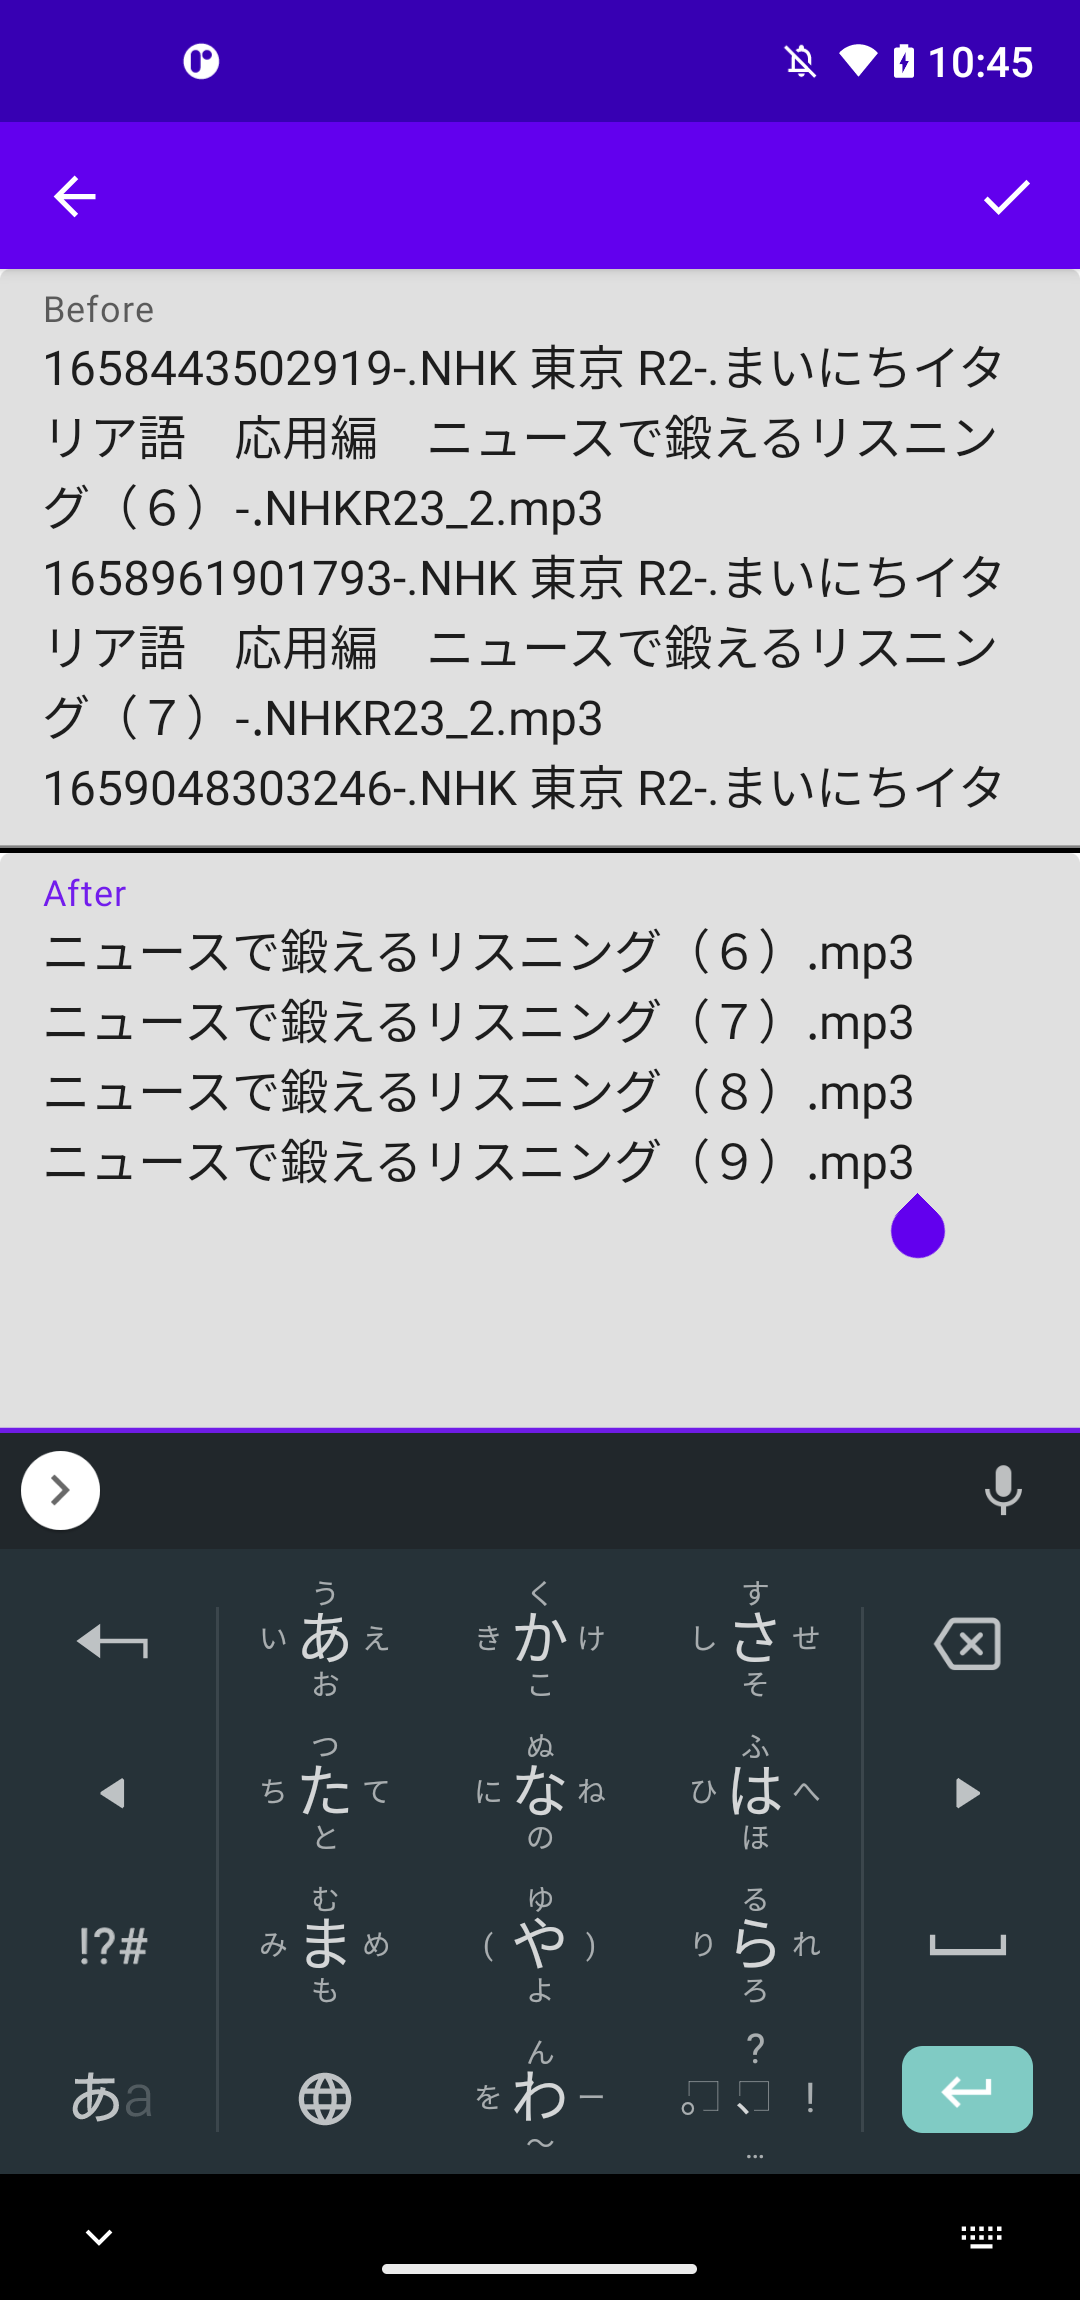 10:45
Before
1658443502919-.NHK 東京 R2-.まいにちイタ
リア語　応用編　ニュースで鍛えるリスニン
グ（６）-.NHKR23_2.mp3
1658961901793-.NHK 東京 R2-.まいにちイタ
リア語　応用編　ニュースで鍛えるリスニン
グ（７）-.NHKR23_2.mp3
1659048303246-.NHK 東京 R2-.まいにちイタ
After
ニュースで鍛えるリスニング（６）.mp3
ニュースで鍛えるリスニング（７）.mp3
ニュースで鍛えるリスニング（８）.mp3
ニュースで鍛えるリスニング（９）.mp3
う く す
い あ え き か け し さ せ
お こ そ
つ ぬ ふ
ち た て に な ね ひ は へ
と の ほ
む ゆ る
!?# み ま め ( や ) り ら れ
も よ ろ
ん ?
あa を わ ー 。 、 !
～ …